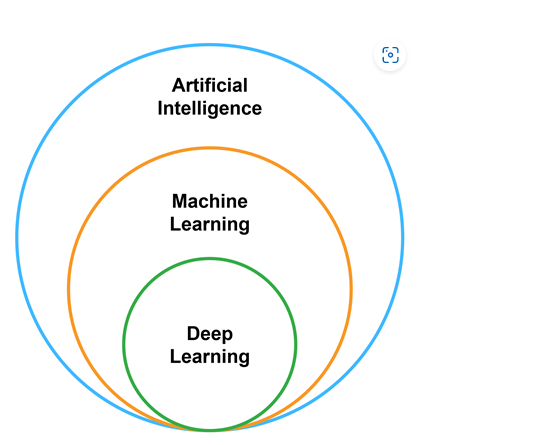 Artificial
Intelligence
Machine
Learning
Deep
Learning